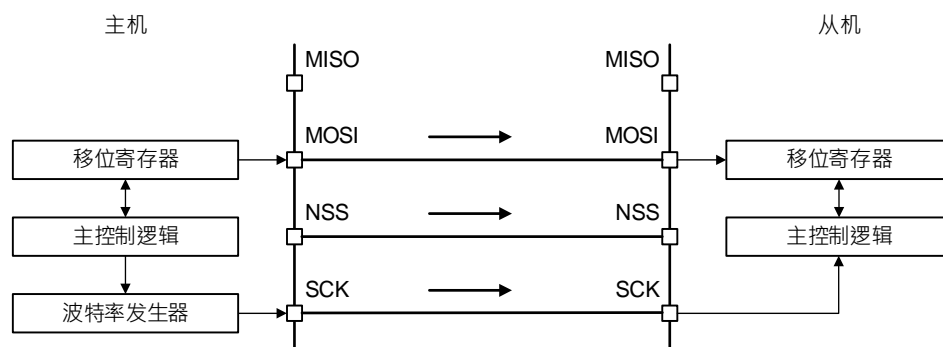 主机
从机
MISO
MISO
MOSI
MOSI
移位寄存器
移位寄存器
NSS
NSS
主控制逻辑
主控制逻辑
SCK
SCK
波特率发生器